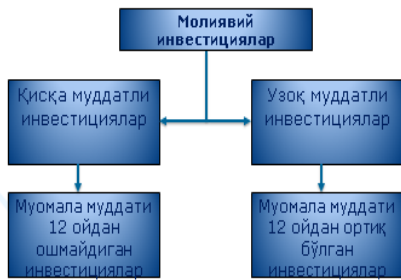 Молиявий
инвестициялар
Қисқа муддатли
инвестициялар
Узоқ муддатли
инвестициялар
Муомала муддати
12 ойдан
ошмайдиган
инвестициялар
Муомала муддати
12 ойдан ортиқ
бўлган
инвестициялар